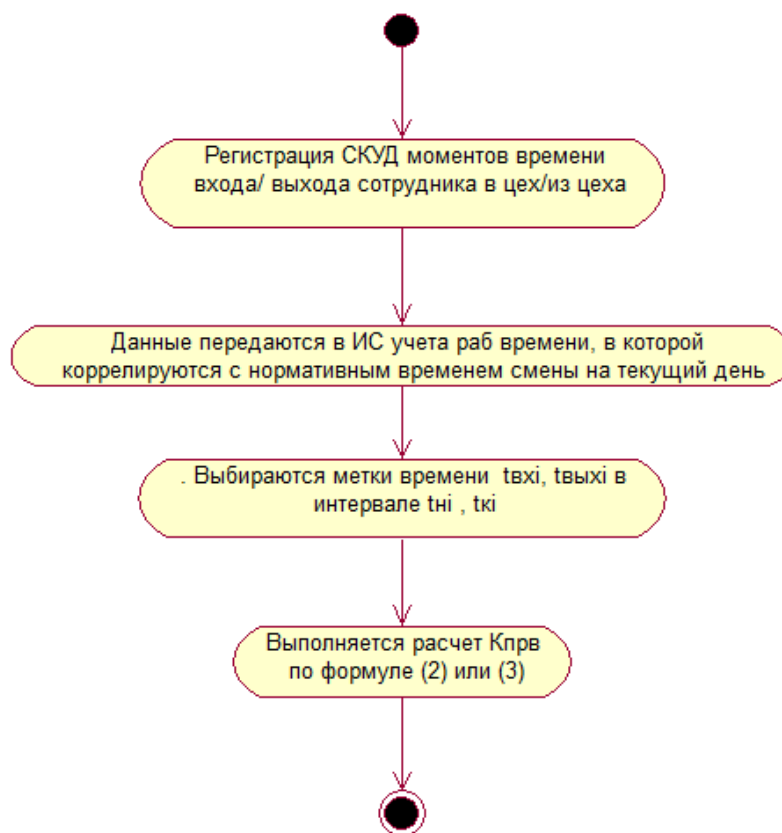 Регистрация СКУД моментов времени
входа/ выхода сотрудника в цех/из цеха
Данные передаются в ИС учета раб времени, в которой
коррелируются с нормативным временем смены на текущий день
. Выбираются метки времени tвхi, tвыхi в
интервале tнi , tкi
Выполняется расчет Кпрв
по формуле (2) или (3)